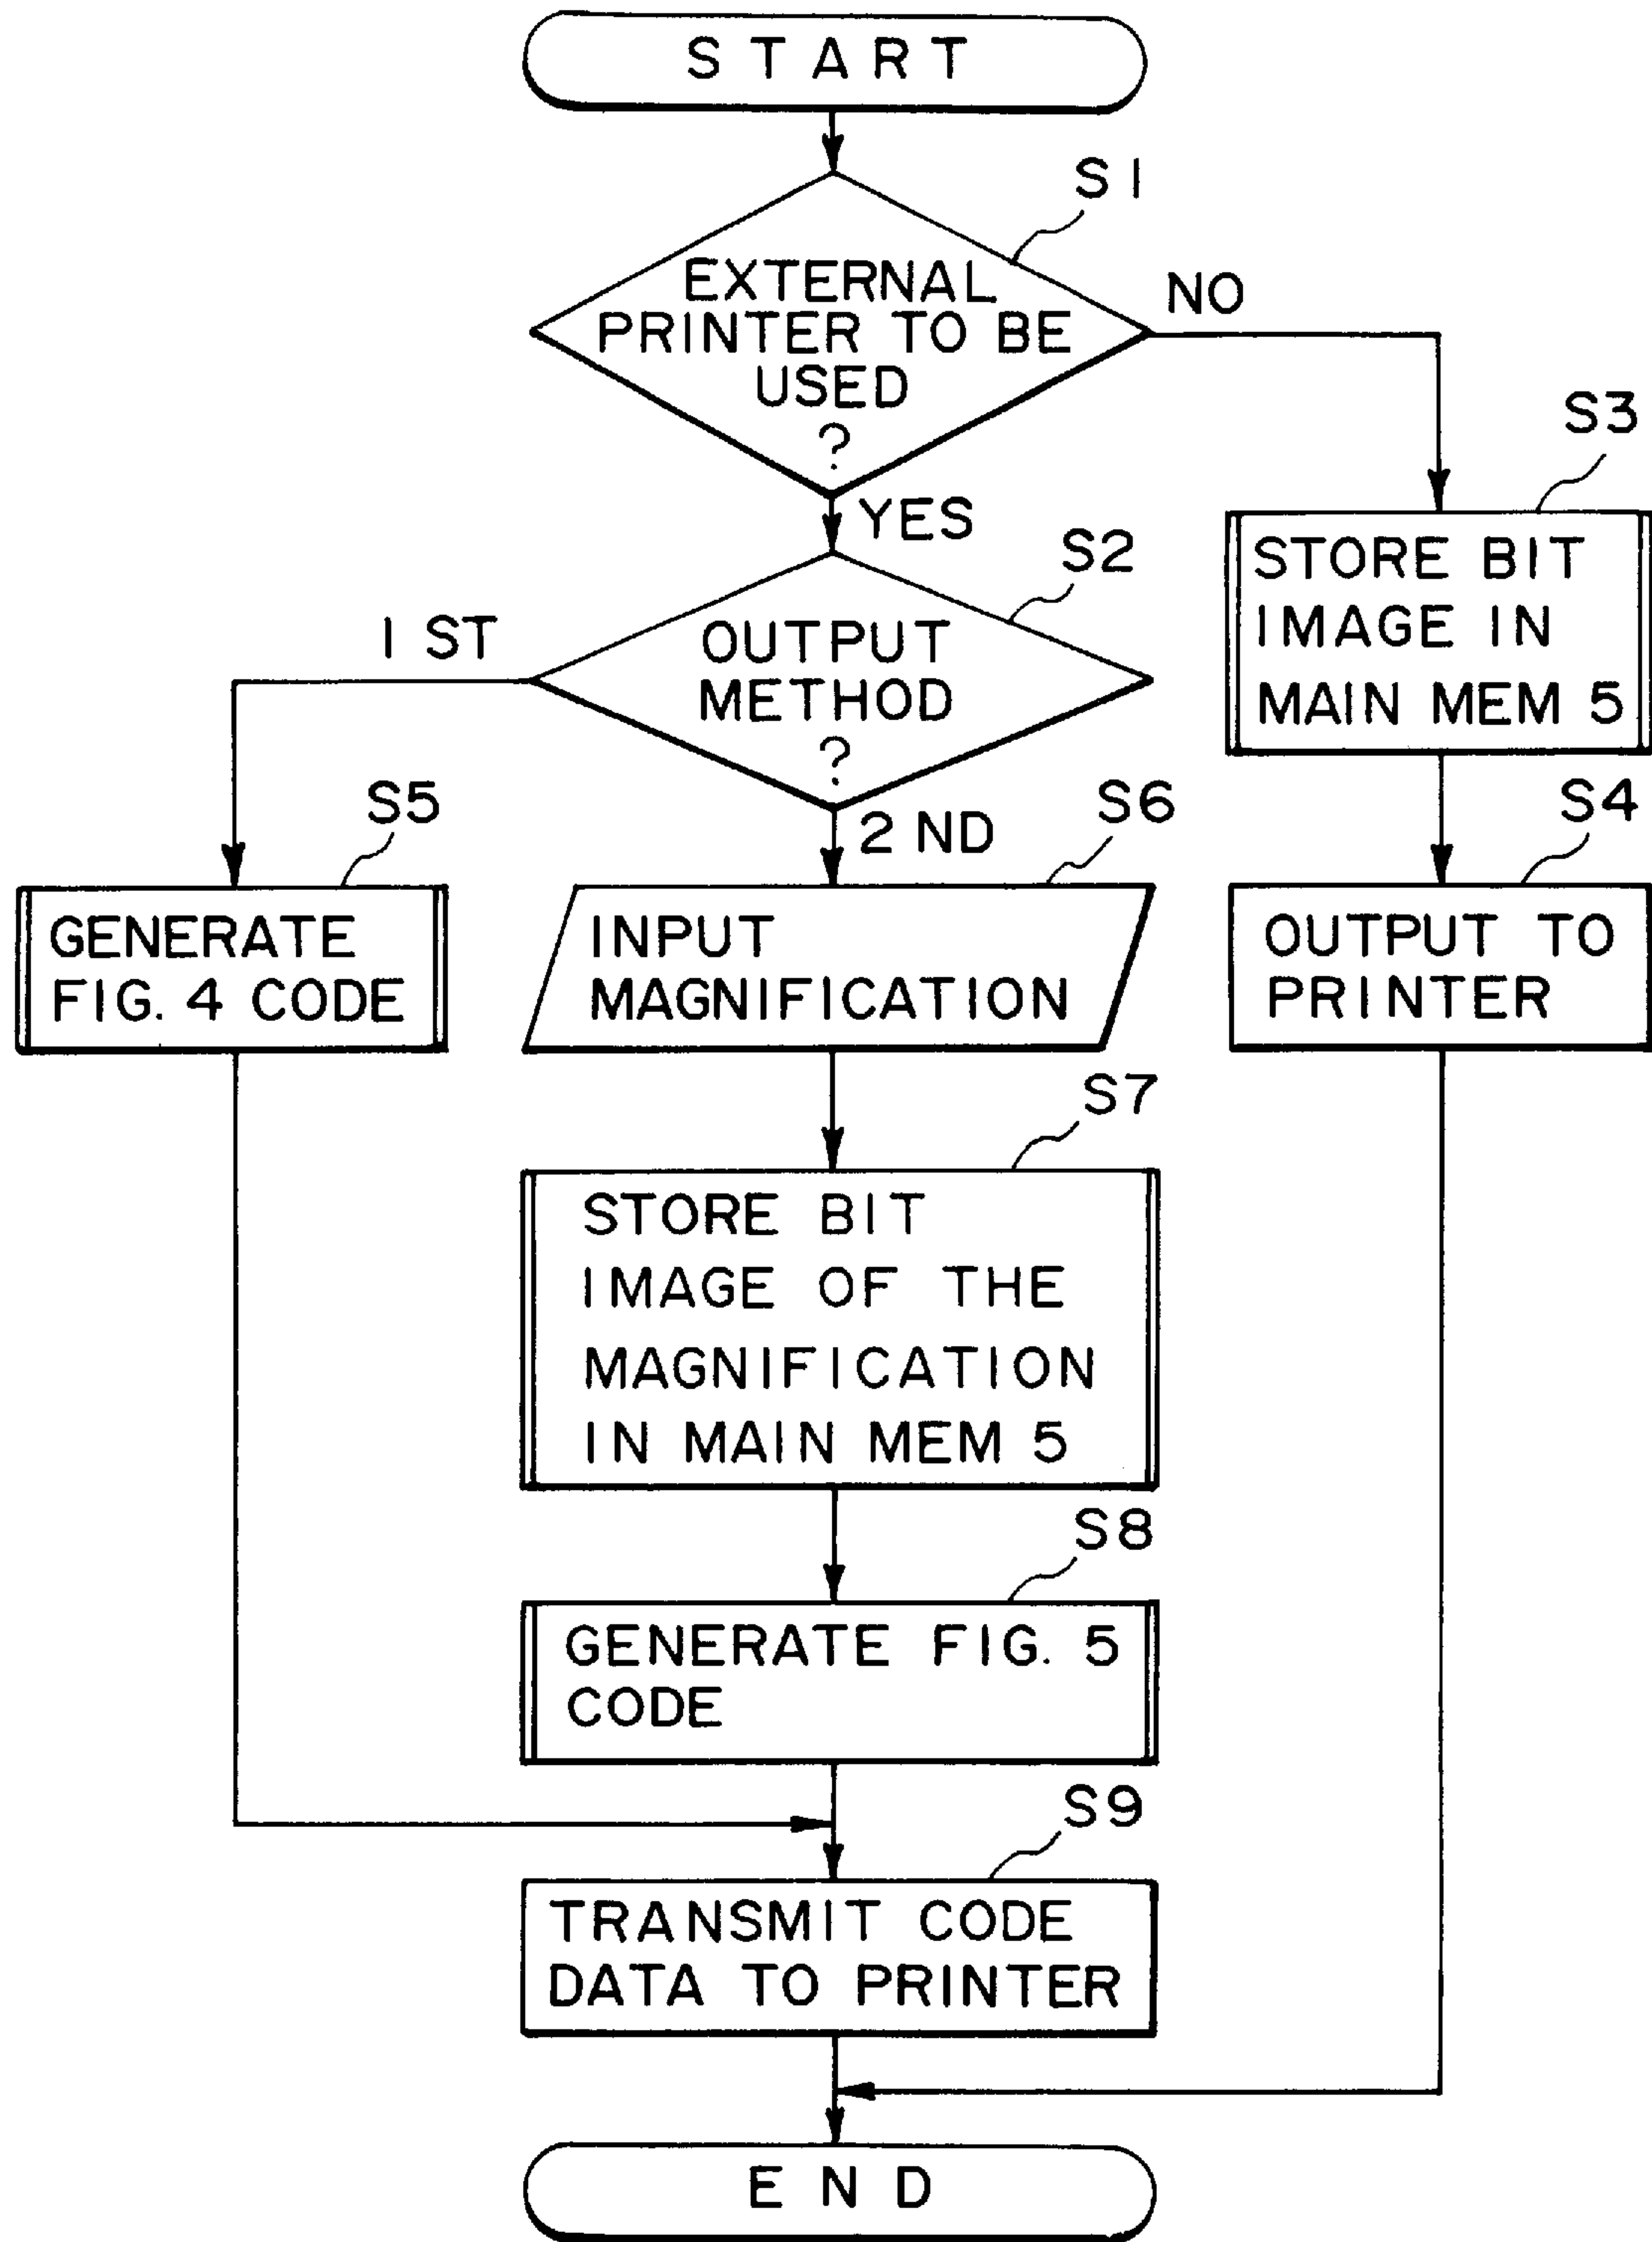 START
S1
EXTERNAL
PRINTER TO BE
USED
?
NO
YES
S2
OUTPUT
METHOD
?
1 ST
2 ND
S3
STORE BIT
IMAGE IN
MAIN MEM 5
S4
OUTPUT TO
PRINTER
S5
GENERATE
FIG. 4 CODE
S6
INPUT
MAGNIFICATION
S7
STORE BIT
IMAGE OF THE
MAGNIFICATION
IN MAIN MEM 5
S8
GENERATE FIG. 5
CODE
S9
TRANSMIT CODE
DATA TO PRINTER
END